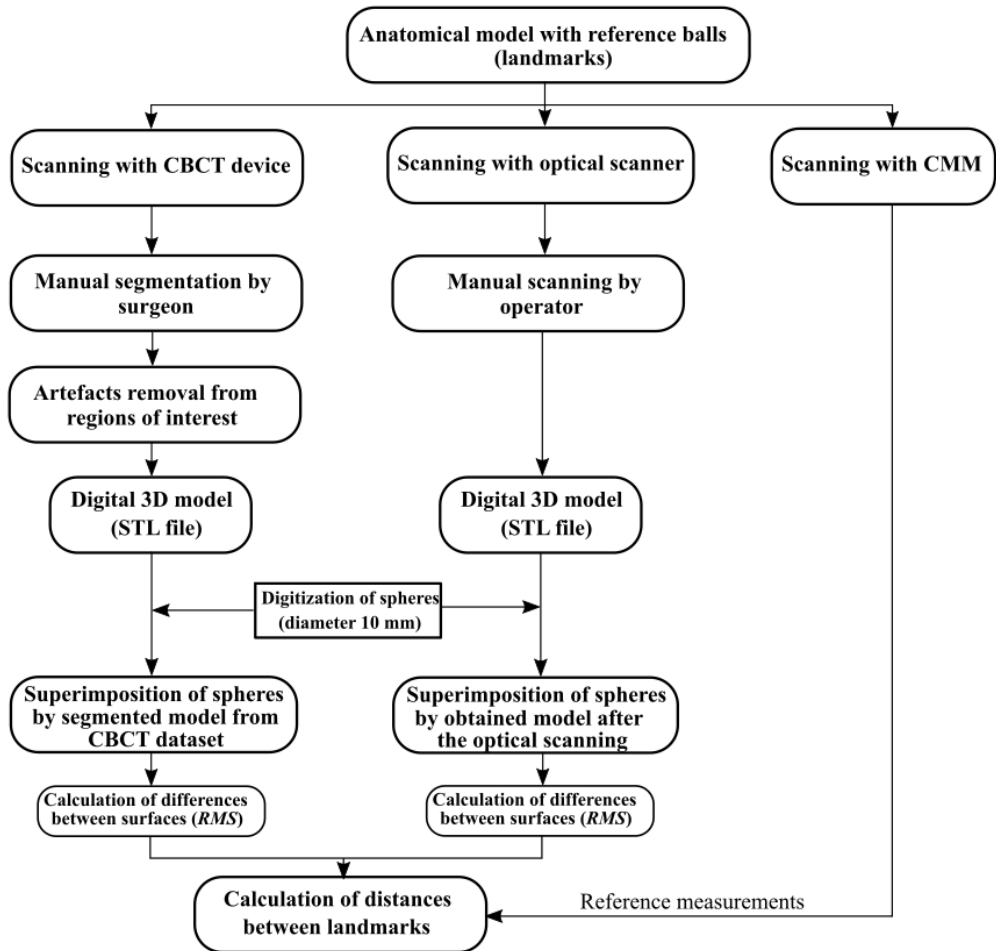 Anatomical model with reference balls
(landmarks)
Scanning with CBCT device
Scanning with optical scanner
Scanning with CMM
Manual segmentation by
surgeon
Manual scanning by
operator
Artefacts removal from
regions of interest
Digital 3D model
(STL file)
Digital 3D model
(STL file)
Digitization of spheres
(diameter 10 mm)
Superimposition of spheres
by segmented model from
CBCT dataset
Superimposition of spheres
by obtained model after
the optical scanning
Calculation of differences
between surfaces (RMS)
Calculation of differences
between surfaces (RMS)
Calculation of distances
between landmarks
Reference measurements